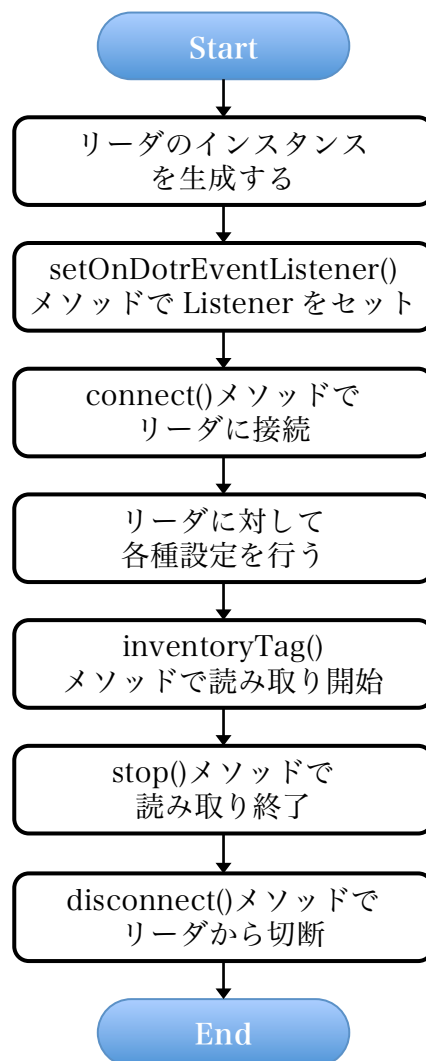 Start
リーダのインスタンス
を生成する
setOnDotrEventListener()
メソッドで Listener をセット
connect()メソッドで
リーダに接続
リーダに対して
各種設定を行う
inventoryTag()
メソッドで読み取り開始
stop()メソッドで
読み取り終了
disconnect()メソッドで
リーダから切断
End